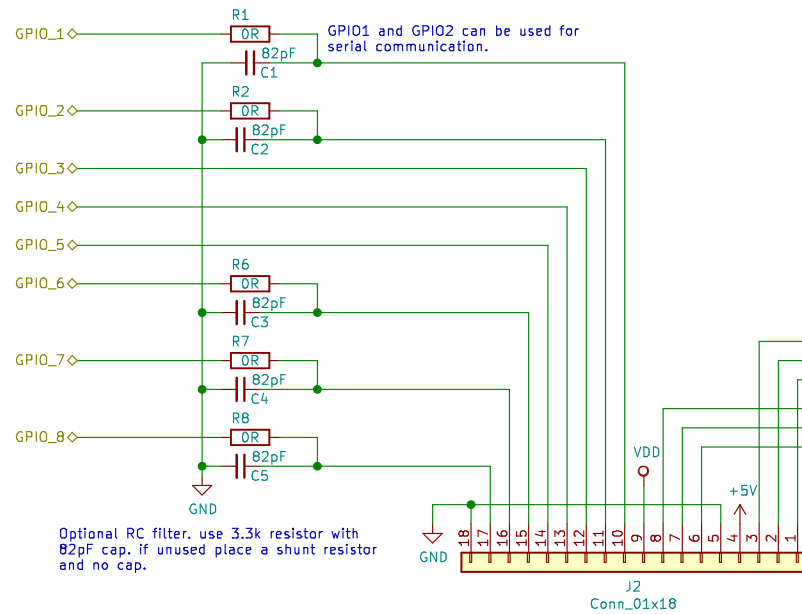 R1
GPIO_1
0R
GPIO1 and GPIO2 can be used for
serial communication.
82pF
C1
R2
GPIO_2
0R
82pF
C2
GPIO_3
GPIO_4
GPIO_5
R6
GPIO_6
0R
82pF
C3
R7
GPIO_7
0R
82pF
C4
R8
GPIO_8
0R
82pF
C5
VDD
GND
+5V
Optional RC filter. use 3.3k resistor with
82pF cap. if unused place a shunt resistor
and no cap.
GND
18 17 16 15 14 13 12 11 10 9 8 7 6 5 4 3 2 1
J2
Conn_01x18